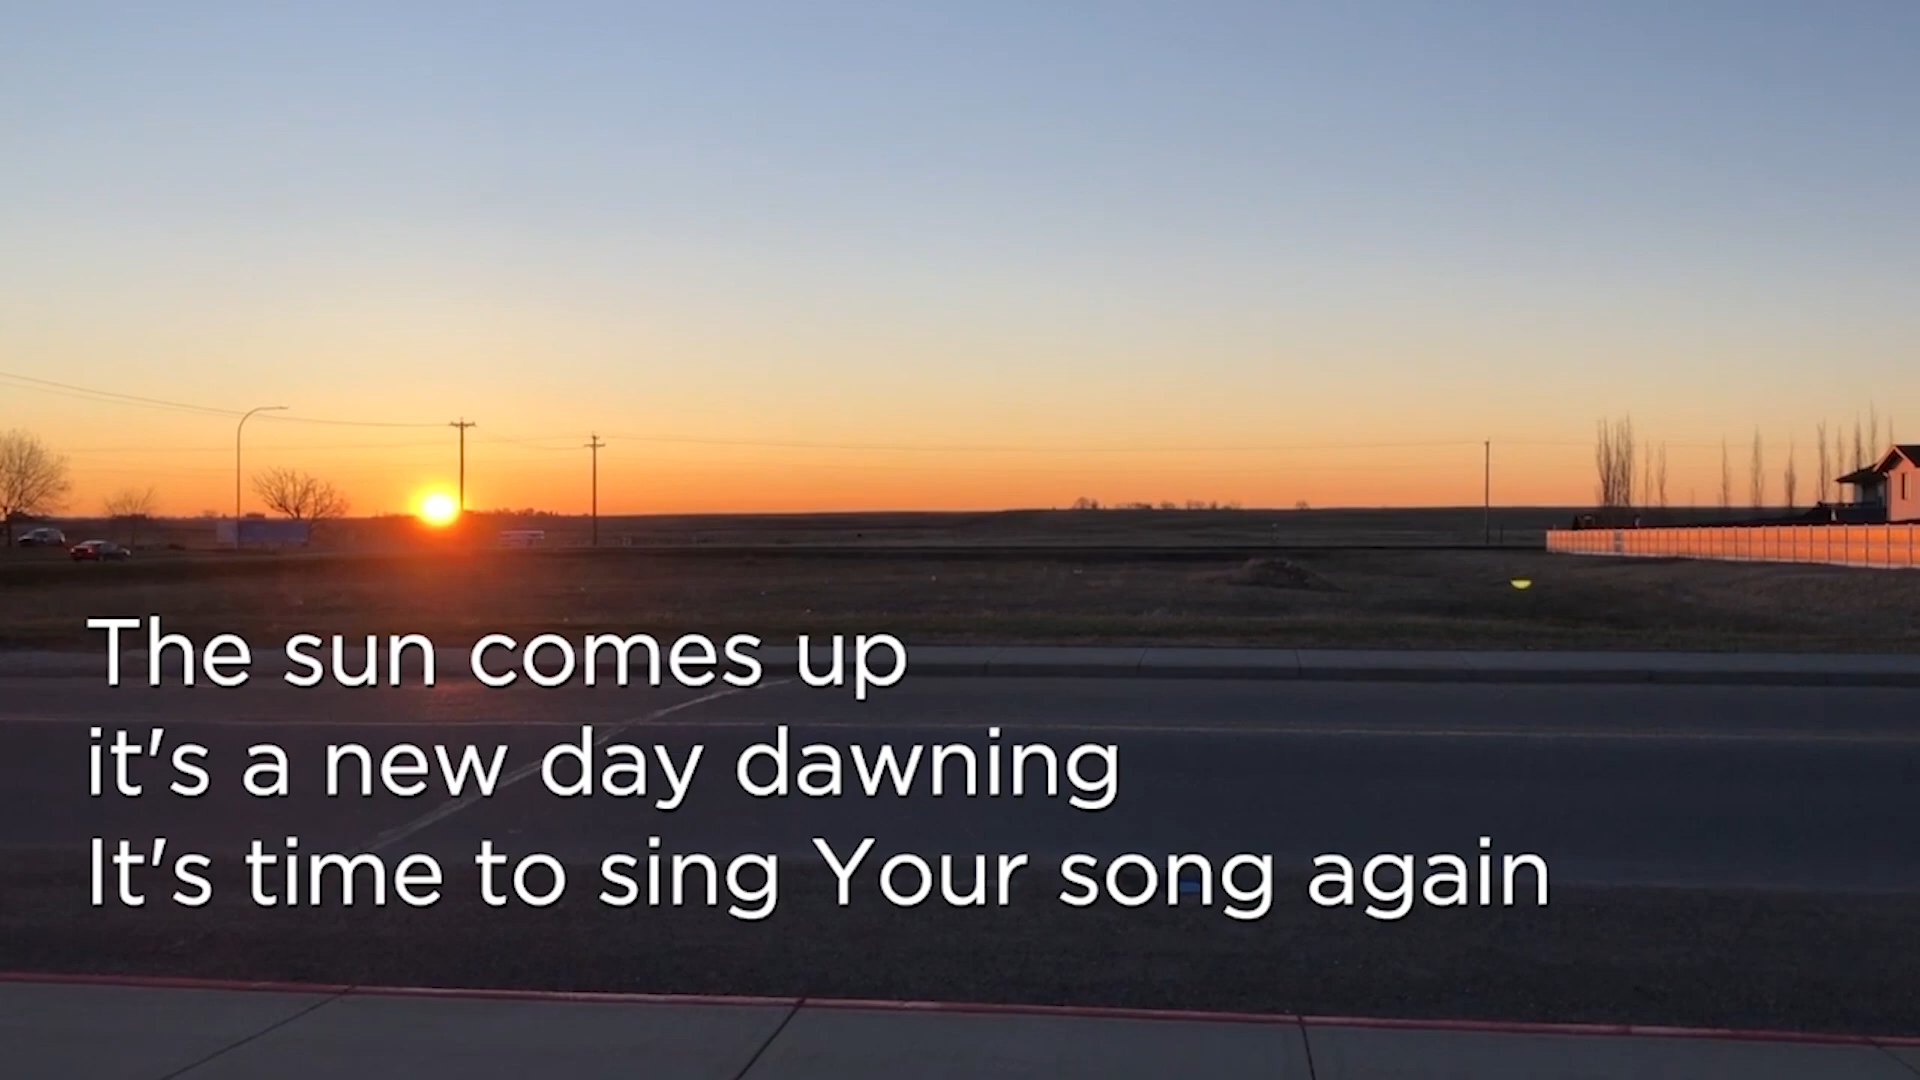 The sun comes up
it's a new day dawning
It's time to sing Your song again